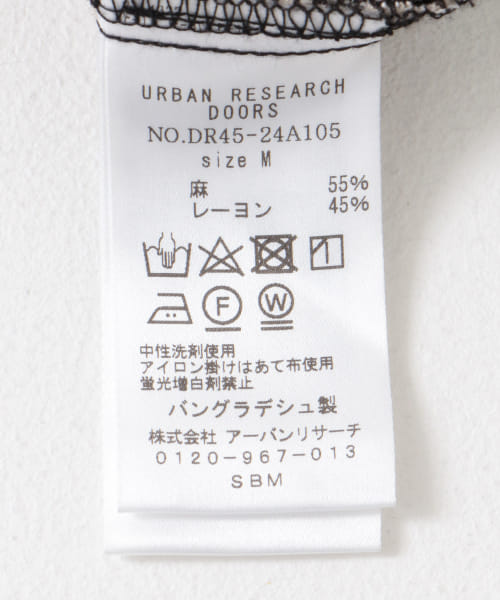 URBAN RESEARCH
DOORS
NO.DR45-24A105
size M
麻 55%
レーヨン 45%
F W
中性洗剤使用
アイロン掛けはあて布使用
蛍光増白剤禁止
バングラデシュ製
株式会社 アーバンリサーチ
0120-967-013
SBM